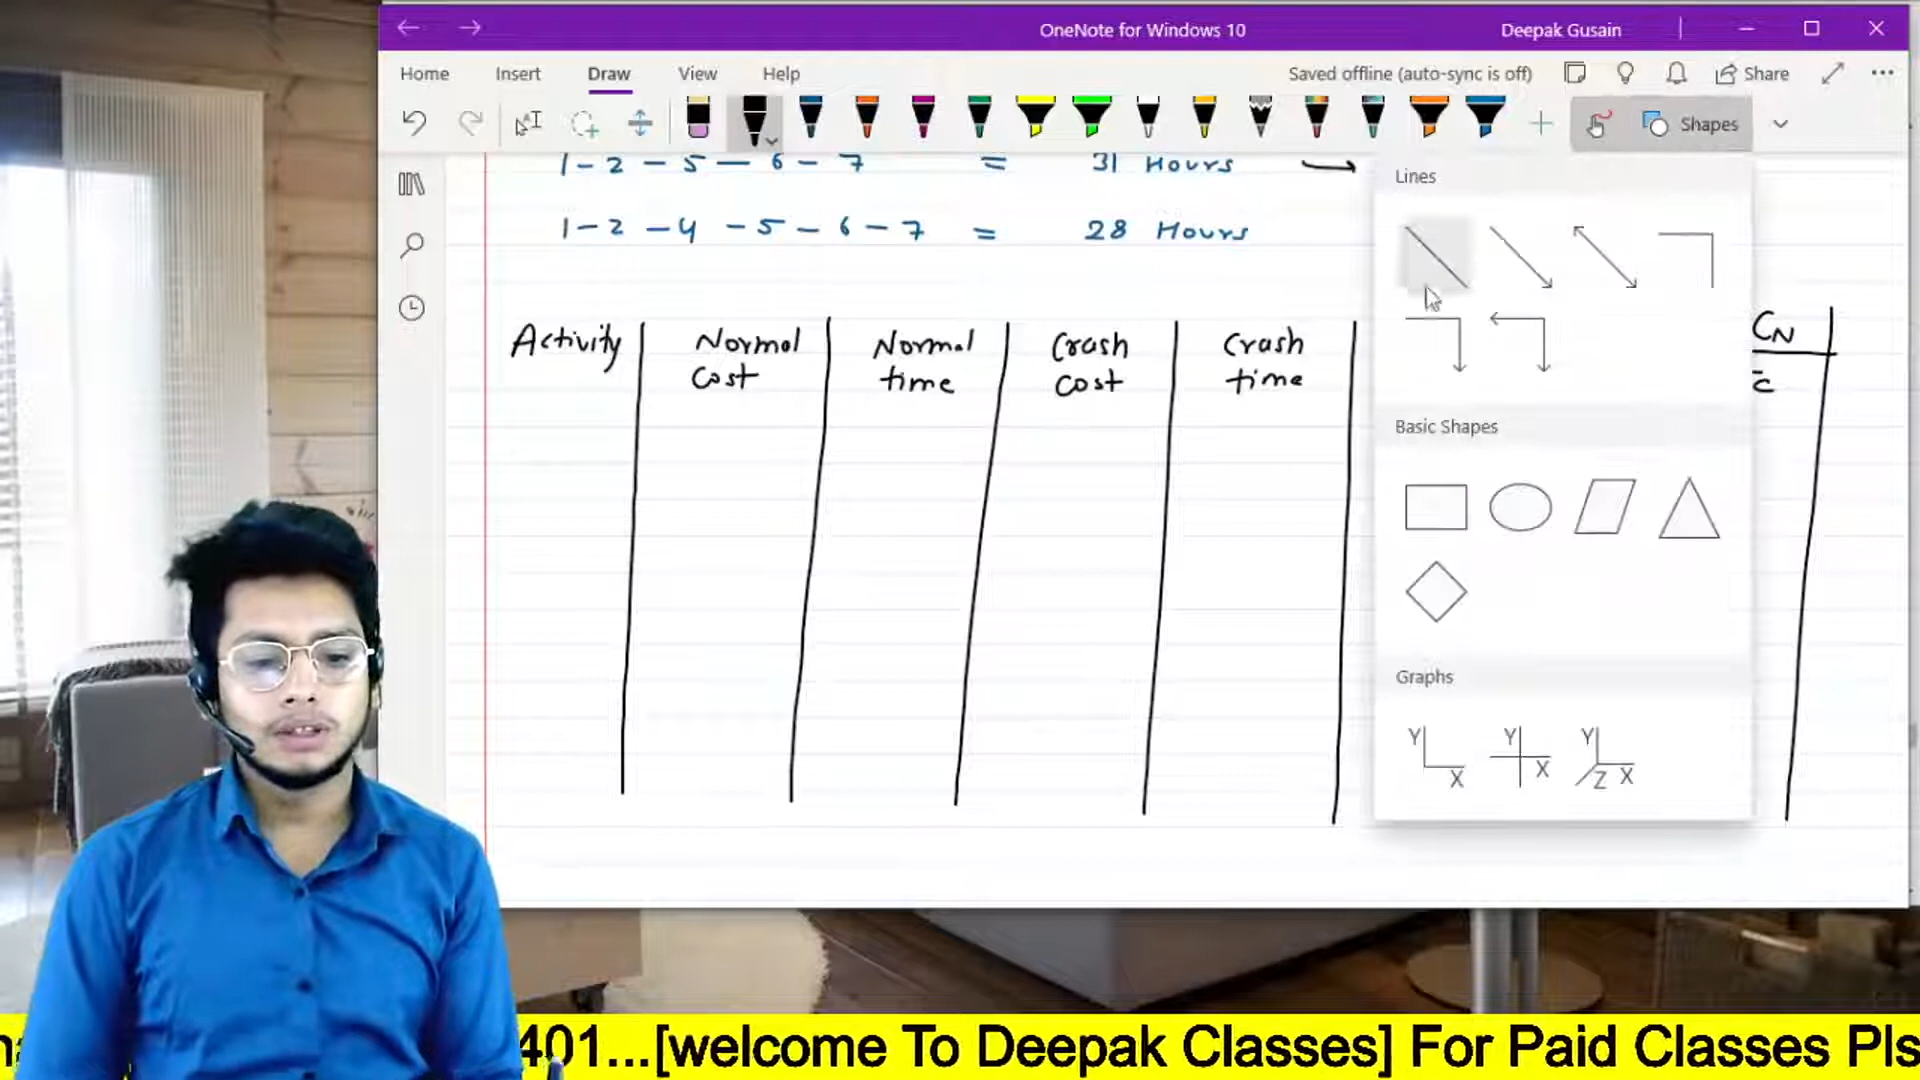 OneNote for Windows 10
Deepak Gusain
Home Insert Draw View Help
Saved offline (auto-sync is off)
Share
Shapes
1 - 2 - 5 - 6 - 7 = 31 Hours
1 - 2 - 4 - 5 - 6 - 7 = 28 Hours
Lines
Activity
Normal cost
Normal time
Crash cost
Crash time
CN
c
Basic Shapes
Graphs
Y X
Y X
Y Z X
401...[welcome To Deepak Classes] For Paid Classes Pls